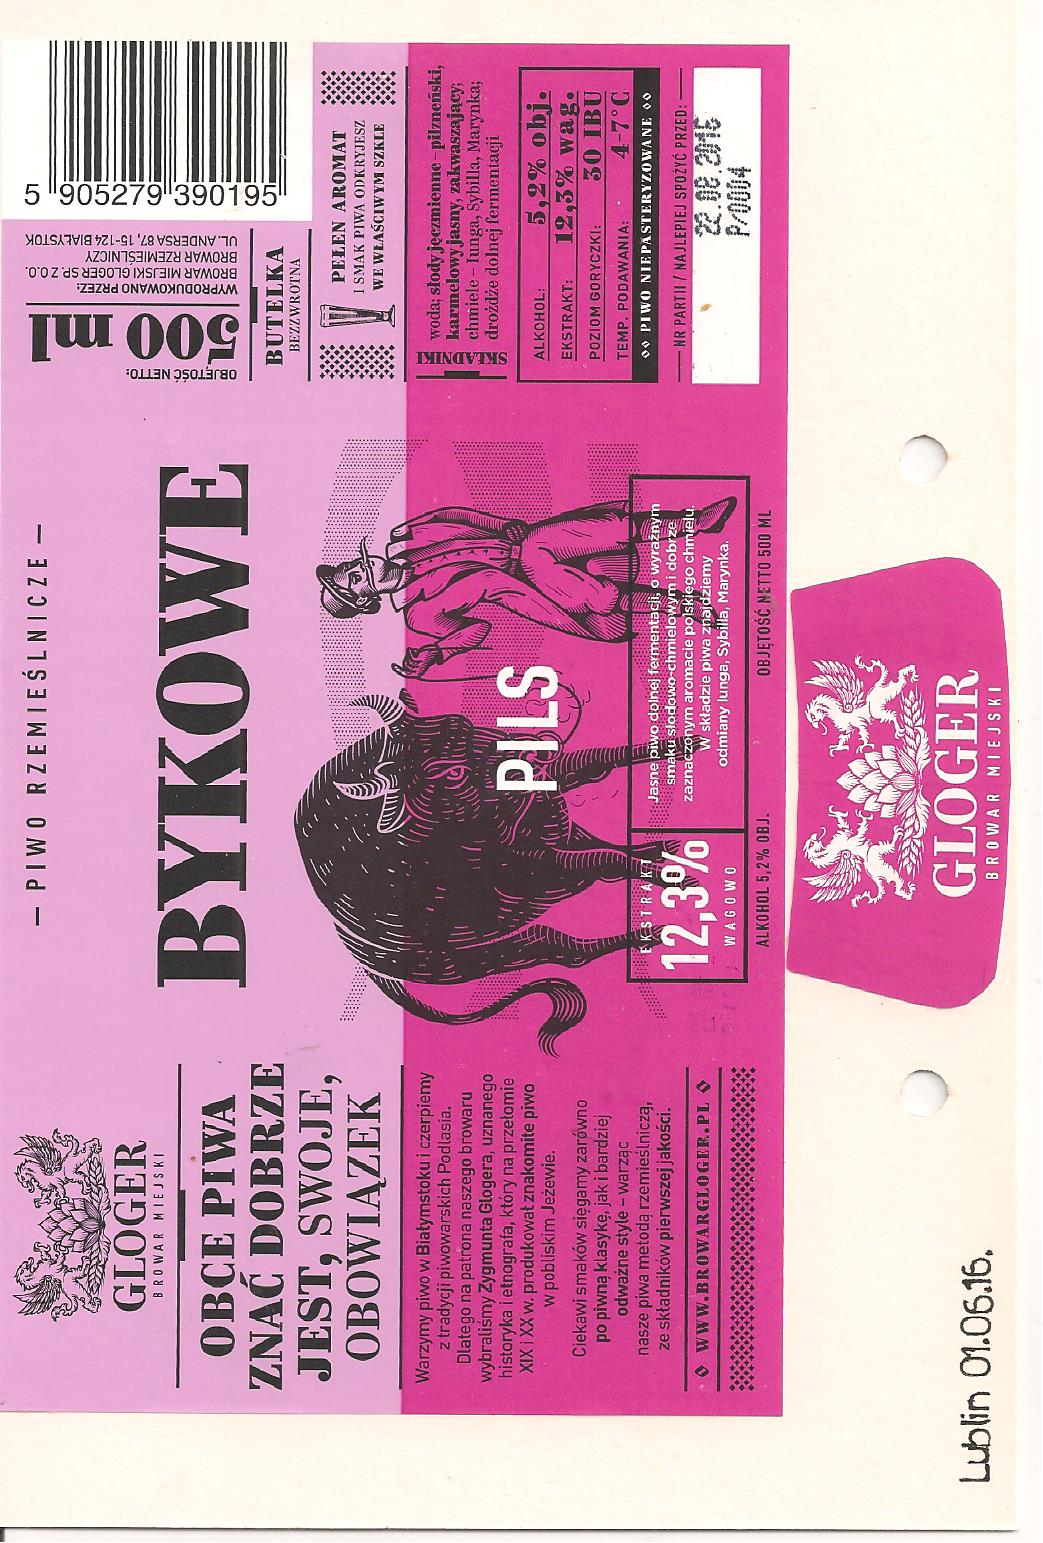 GLOGER
BROWAR MIEJSKI
OBCE PIWA
ZNAĆ DOBRZE
JEST, SWOJE,
OBOWIĄZEK
Warzymy piwo w Białymstoku i czerpiemy
z tradycji piwowarskich Podlasia.
Dlatego na patrona naszego browaru
wybraliśmy Zygmunta Glogera, uznanego
historyka i etnografa, który na przełomie
XIX i XX w. produkował znakomite piwo
w pobliskim Jeżewie.
Ciekawi smaków sięgamy zarówno
po piwną klasykę, jak i bardziej
odważne style – warząc
nasze piwa metodą rzemieślniczą,
ze składników pierwszej jakości.
WWW.BROWARGLOGER.PL
— PIWO RZEMIEŚLNICZE —
BYKOWE
PILS
EKSTRAKT
12,3%
WAGOWO
Jasne piwo dolnej fermentacji, o wyraźnym
smaku słodowo-chmielowym i dobrze
zaznaczonym aromacie polskiego chmielu.
W składzie piwa znajdziemy
odmiany Iunga, Sybilla, Marynka.
ALKOHOL 5,2% OBJ.
OBJĘTOŚĆ NETTO 500 ML
5 905279 390195
OBJĘTOŚĆ NETTO:
500 ml
WYPRODUKOWANO PRZEZ:
BROWAR MIEJSKI GLOGER SP. Z O.O.
BROWAR RZEMIEŚLNICZY
UL. ANDERSA 87, 15-124 BIAŁYSTOK
BUTELKA
BEZZWROTNA
PEŁEN AROMAT
I SMAK PIWA ODKRYJESZ
WE WŁAŚCIWYM SZKLE
SKŁADNIKI
woda; słody jęczmienne – pilzneński,
karmelowy jasny, zakwaszający;
chmiele – Iunga, Sybilla, Marynka;
drożdże dolnej fermentacji
ALKOHOL: 5,2% obj.
EKSTRAKT: 12,3% wag.
POZIOM GORYCZKI: 30 IBU
TEMP. PODAWANIA: 4-7°C
PIWO NIEPASTERYZOWANE
NR PARTII / NAJLEPIEJ SPOŻYĆ PRZED:
22.08.2016
P/0004
GLOGER
BROWAR MIEJSKI
Lublin 01.06.16.